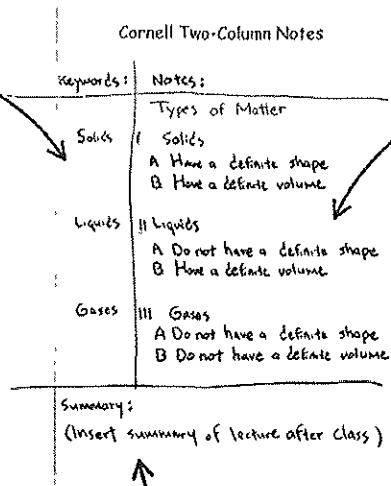 Cornell Two-Column Notes
Keywords: Notes:
Types of Matter
Solids I Solids
A Have a definite shape
B Have a definite volume
Liquids II Liquids
A Do not have a definite shape
B Have a definite volume
Gases III Gases
A Do not have a definite shape
B Do not have a definite volume
Summary:
(Insert summary of lecture after class)